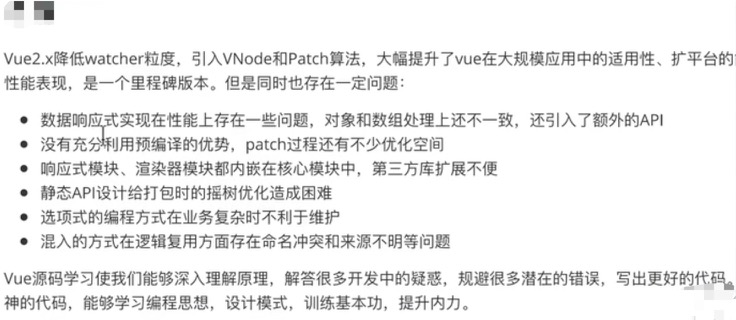 Vue2.x降低watcher粒度，引入VNode和Patch算法，大幅提升了vue在大规模应用中的适用性、扩平台的
性能表现，是一个里程碑版本。但是同时也存在一定问题：
• 数据响应式实现在性能上存在一些问题，对象和数组处理上还不一致，还引入了额外的API
• 没有充分利用预编译的优势，patch过程还有不少优化空间
• 响应式模块、渲染器模块都内嵌在核心模块中，第三方库扩展不便
• 静态API设计给打包时的摇树优化造成困难
• 选项式的编程方式在业务复杂时不利于维护
• 混入的方式在逻辑复用方面存在命名冲突和来源不明等问题
Vue源码学习使我们能够深入理解原理，解答很多开发中的疑惑，规避很多潜在的错误，写出更好的代码。
神的代码，能够学习编程思想，设计模式，训练基本功，提升内力。